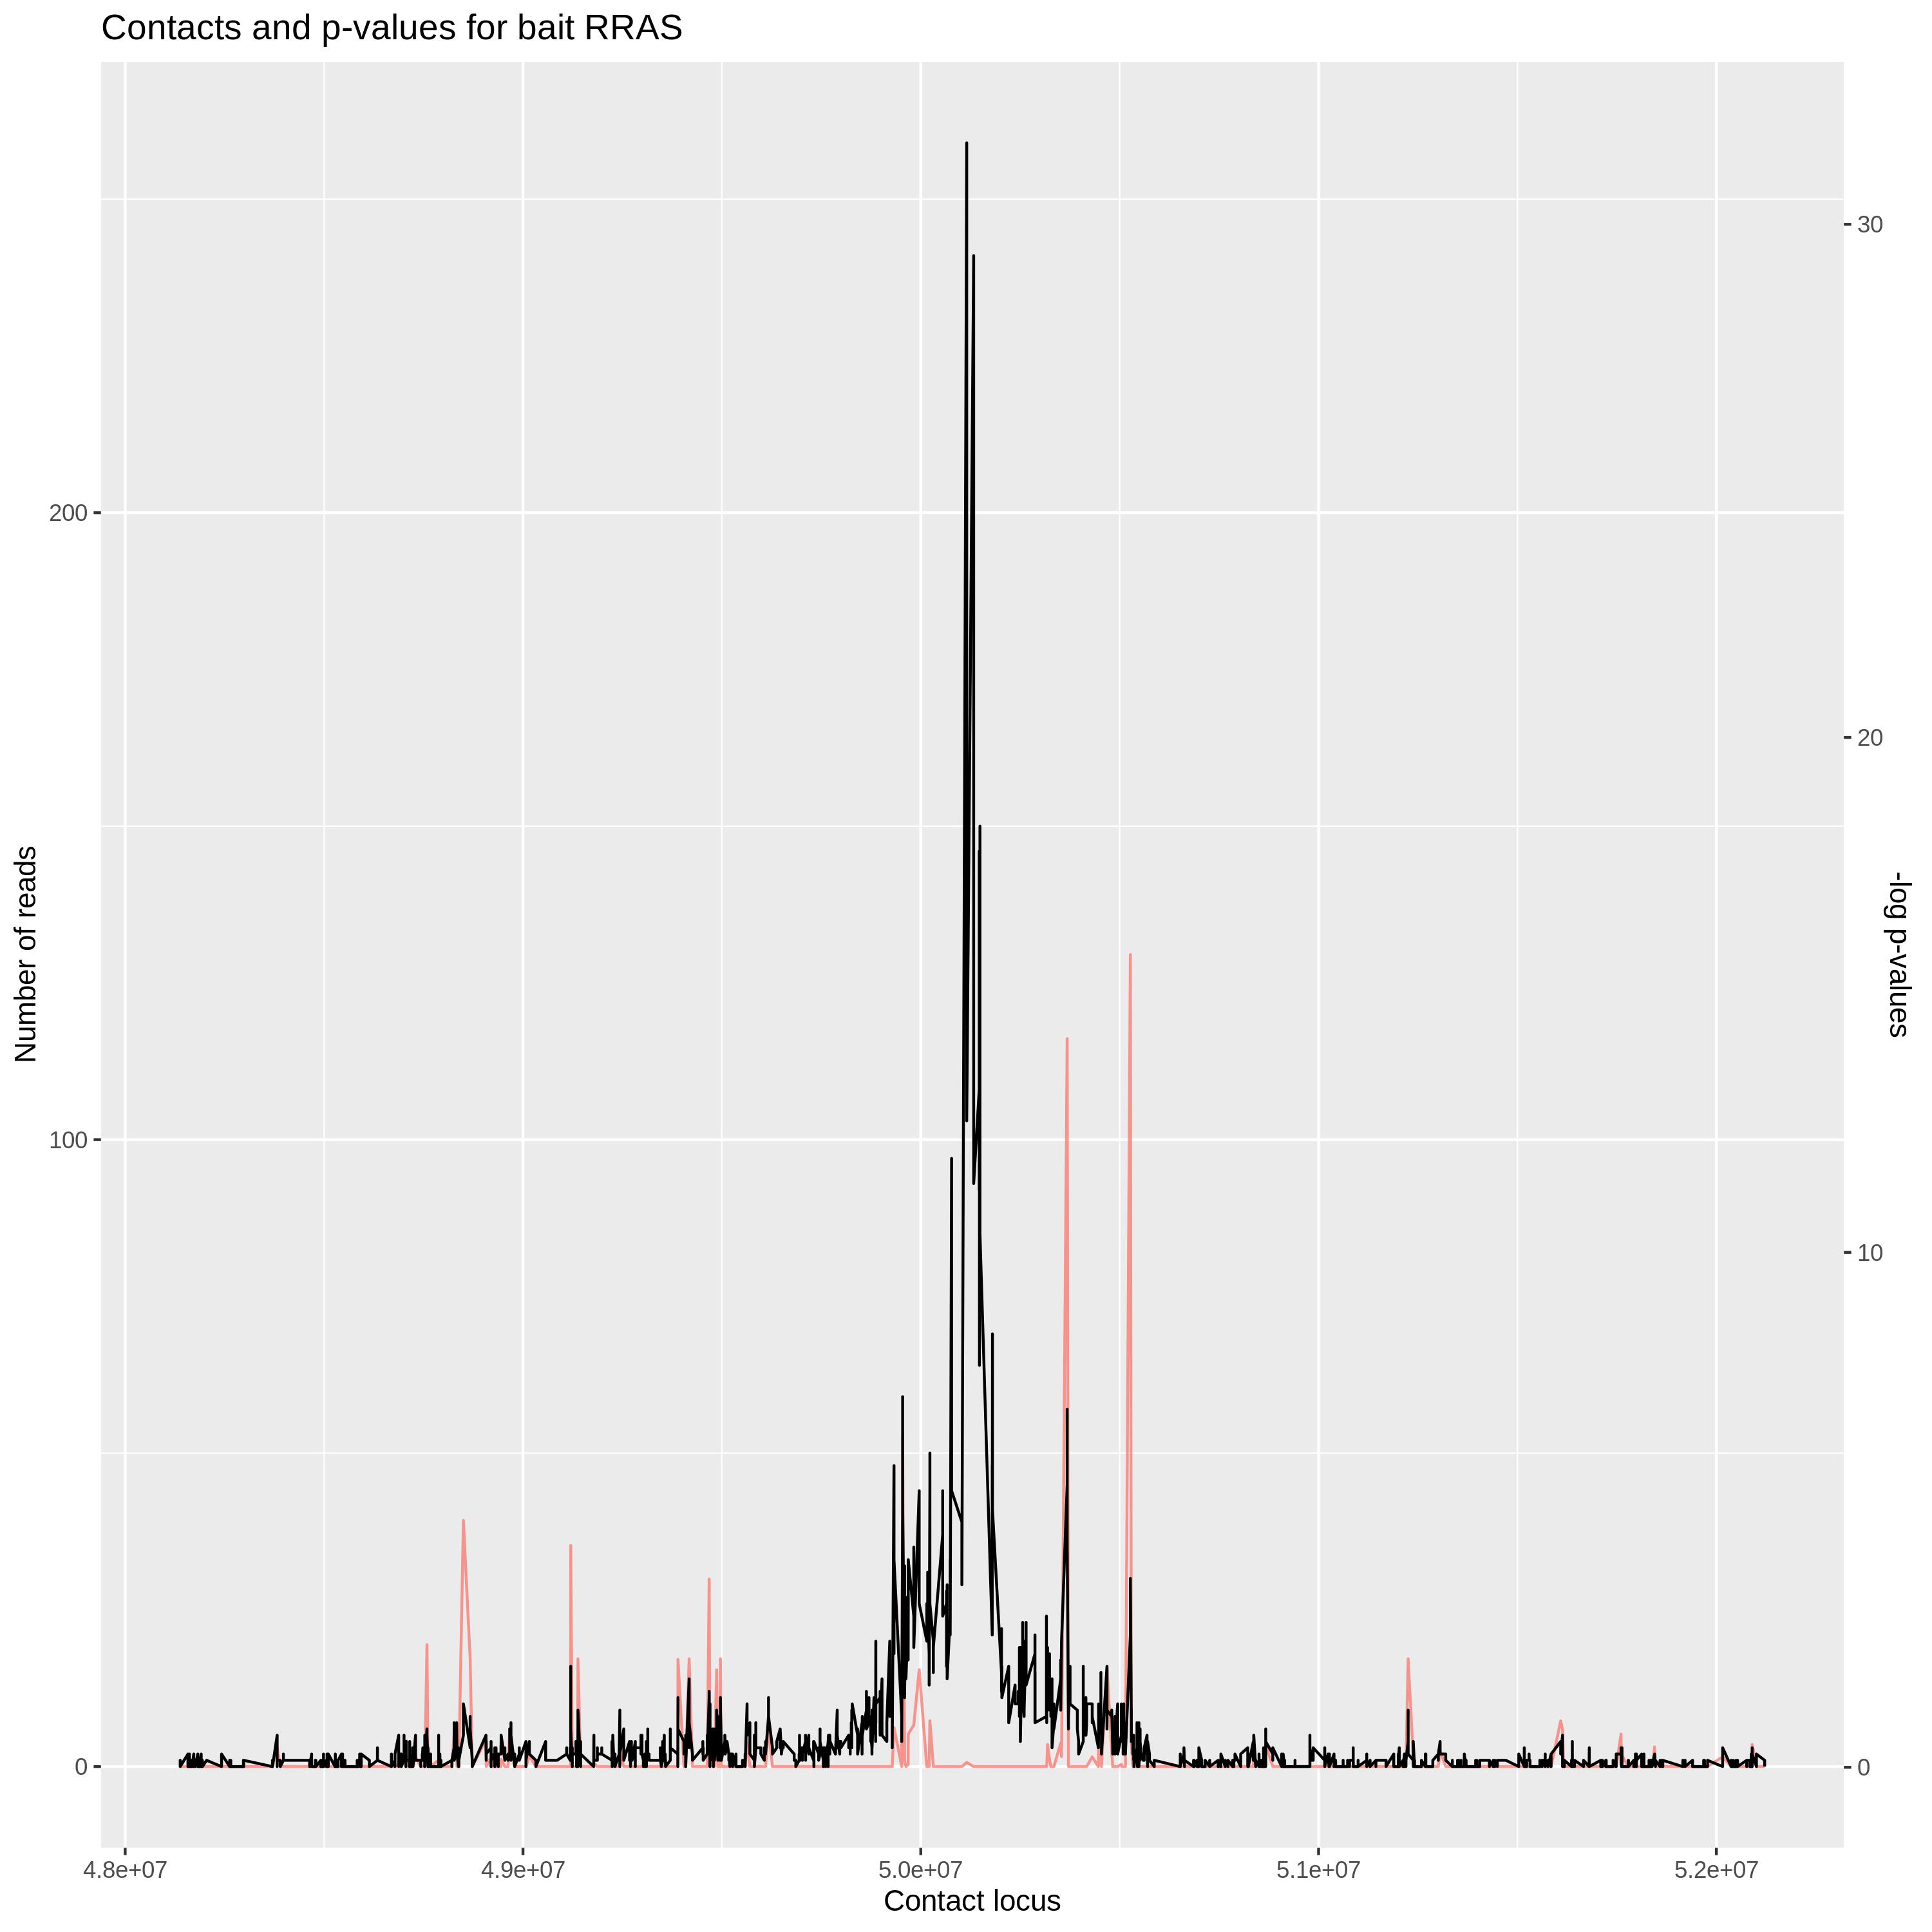 Contacts and p-values for bait RRAS
Number of reads
200
100
0
30
20
10
0
-log p-values
4.8e+07
4.9e+07
5.0e+07
5.1e+07
5.2e+07
Contact locus